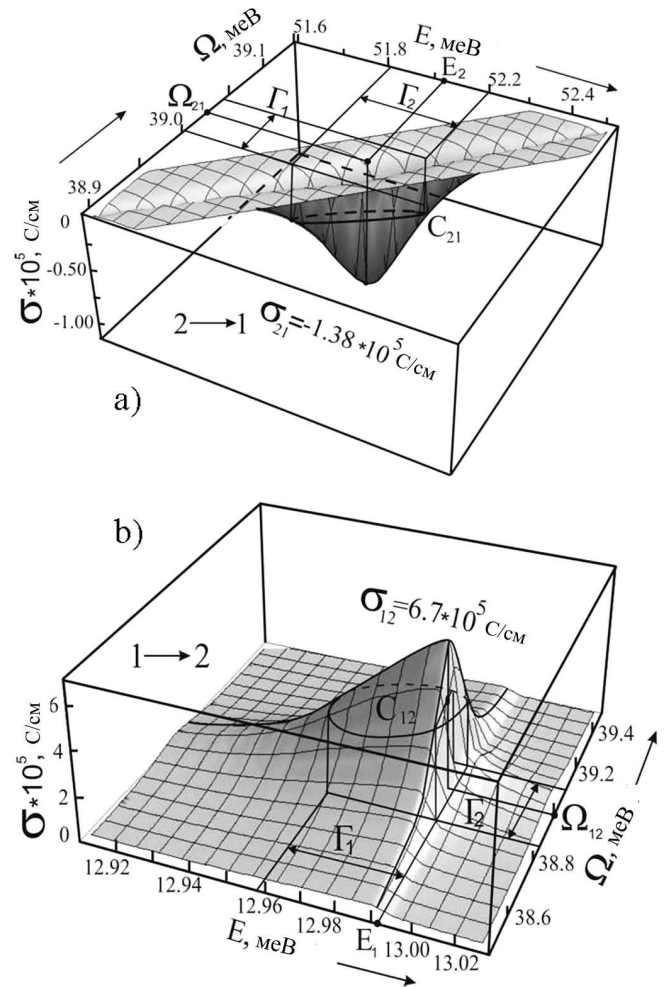 Ω, меВ
E, меВ
51.6
51.8
E₂
52.2
52.4
39.1
Ω₂₁
39.0
38.9
Γ₁
Γ₂
C₂₁
0
-0.50
-1.00
σ*10⁵, С/см
2→1
σ₂₁=-1.38*10⁵ С/см
a)
b)
σ₁₂=6.7*10⁵ С/см
1→2
C₁₂
6
4
2
0
σ*10⁵, С/см
Γ₁
Γ₂
39.4
39.2
Ω₁₂
38.8
38.6
Ω, меВ
12.92
12.94
12.96
12.98
E₁
13.00
13.02
E, меВ